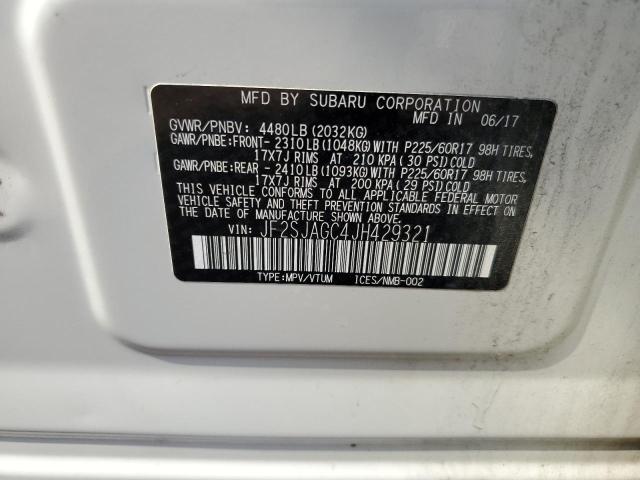 MFD BY SUBARU CORPORATION
MFD IN 06/17
GVWR/PNBV: 4480LB(2032KG)
GAWR/PNBE:FRONT- 2310LB(1048KG)WITH P225/60R17 98H TIRES,
17X7J RIMS AT 210 KPA(30 PSI)COLD
GAWR/PNBE:REAR - 2410LB(1093KG)WITH P225/60R17 98H TIRES,
17X7J RIMS AT 200 KPA(29 PSI)COLD
THIS VEHICLE CONFORMS TO ALL APPLICABLE FEDERAL MOTOR
VEHICLE SAFETY AND BUMPER STANDARDS IN EFFECT ON
THE DATE OF MANUFACTURE SHOWN ABOVE.
VIN: JF2SJAGC4JH429321
TYPE:MPV/VTUM ICES/NMB-002